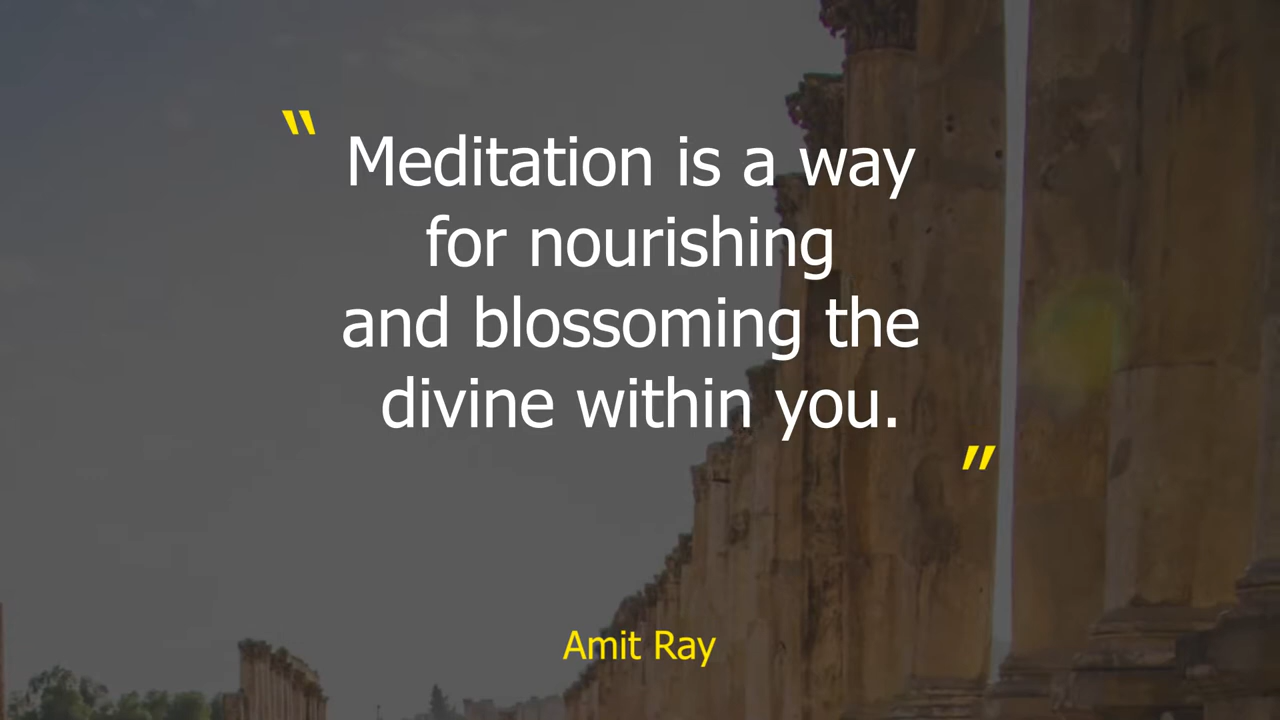 “
Meditation is a way
for nourishing
and blossoming the
divine within you.
”
Amit Ray